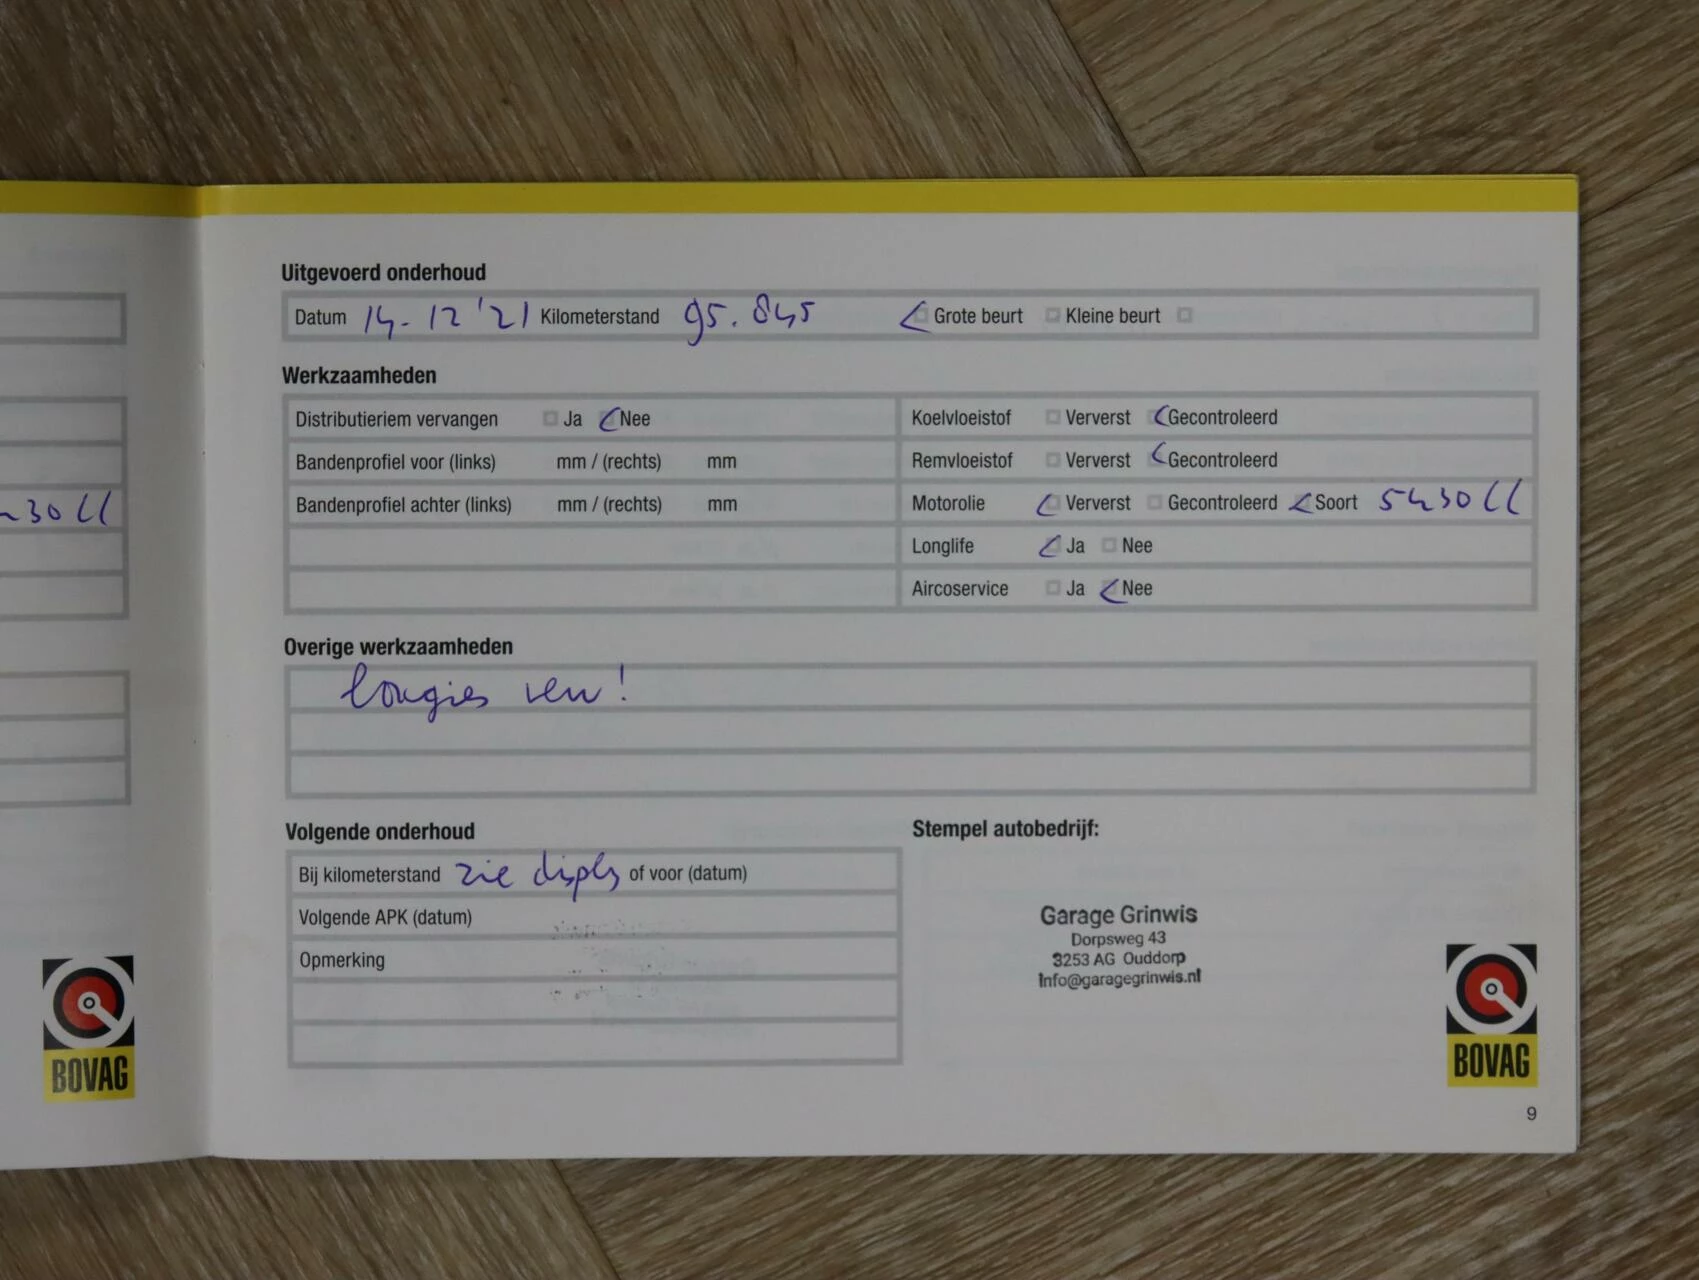 Uitgevoerd onderhoud
Datum 14-12'21 Kilometerstand 95.845 Grote beurt Kleine beurt
Werkzaamheden
Distributieriem vervangen Ja Nee
Koelvloeistof Ververst Gecontroleerd
Bandenprofiel voor (links) mm / (rechts) mm
Remvloeistof Ververst Gecontroleerd
Bandenprofiel achter (links) mm / (rechts) mm
Motorolie Ververst Gecontroleerd Soort 5w30 LL
Longlife Ja Nee
Aircoservice Ja Nee
30 LL
Overige werkzaamheden
Volgende onderhoud
Bij kilometerstand zie display of voor (datum)
Volgende APK (datum)
Opmerking
Stempel autobedrijf:
Garage Grinwis
Dorpsweg 43
3253 AG Ouddorp
Info@garagegrinwis.nl
BOVAG
BOVAG
9